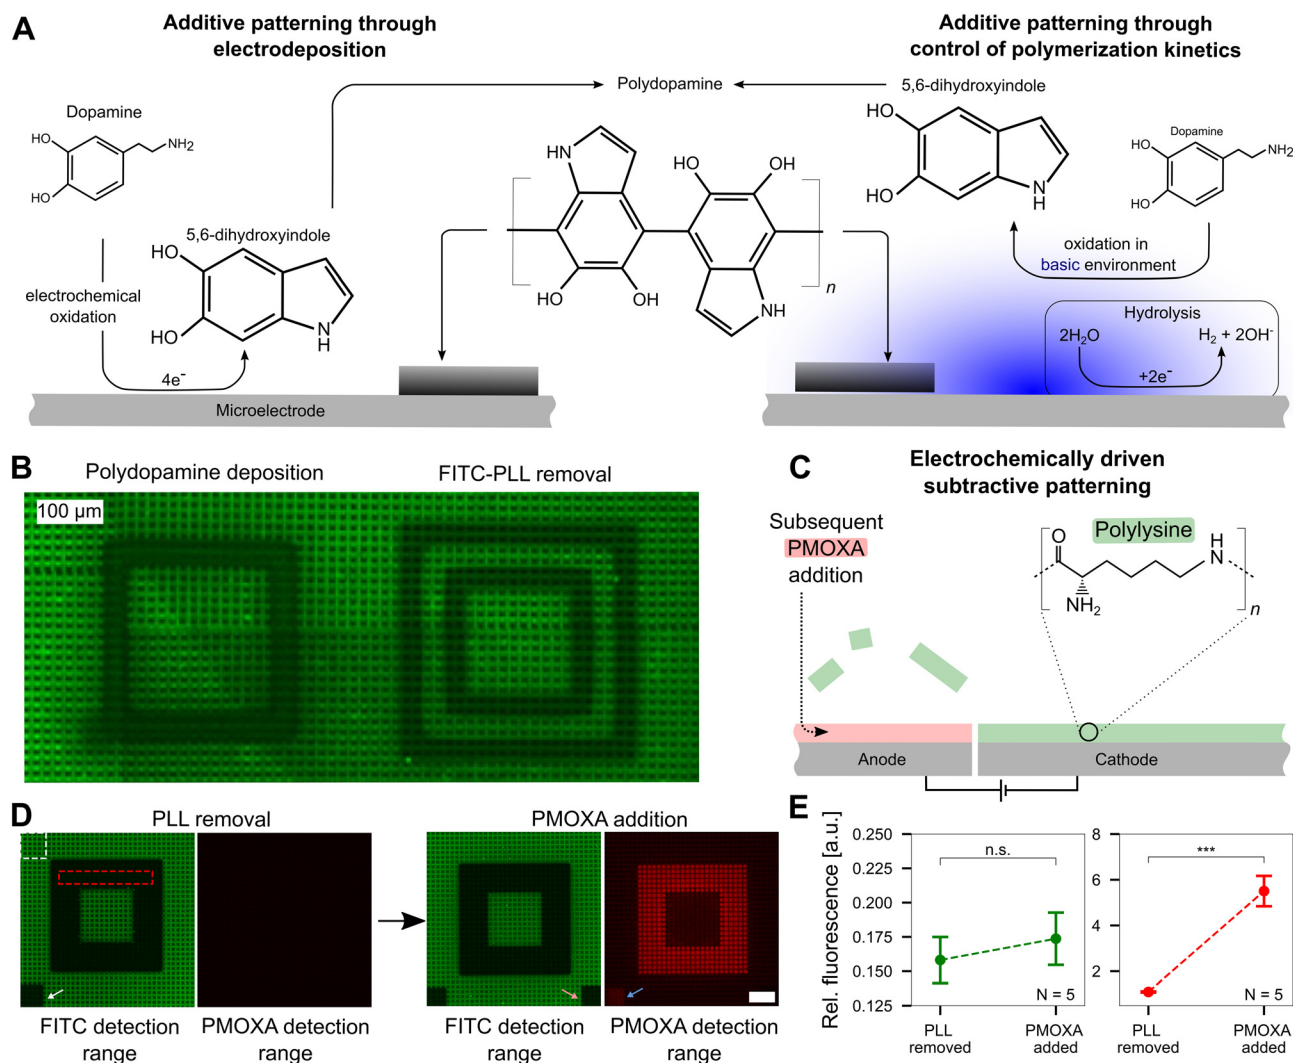 A
Additive patterning through
electrodeposition
Additive patterning through
control of polymerization kinetics
Dopamine
HO
HO
NH2
5,6-dihydroxyindole
HO
HO
N
H
electrochemical
oxidation
4e-
Microelectrode
Polydopamine
HN
HO
OH
HO
OH
NH
n
5,6-dihydroxyindole
HO
HO
N
H
Dopamine
HO
HO
NH2
oxidation in
basic environment
Hydrolysis
2H2O
H2 + 2OH-
+2e-
B
Polydopamine deposition
FITC-PLL removal
100 µm
C
Electrochemically driven
subtractive patterning
Subsequent
PMOXA
addition
Polylysine
O
H
N
NH2
n
Anode
Cathode
D
PLL removal
PMOXA addition
FITC detection
range
PMOXA detection
range
FITC detection
range
PMOXA detection
range
E
Rel. fluorescence [a.u.]
0.250
0.225
0.200
0.175
0.150
0.125
n.s.
N = 5
PLL
removed
PMOXA
added
8
6
4
2
***
N = 5
PLL
removed
PMOXA
added